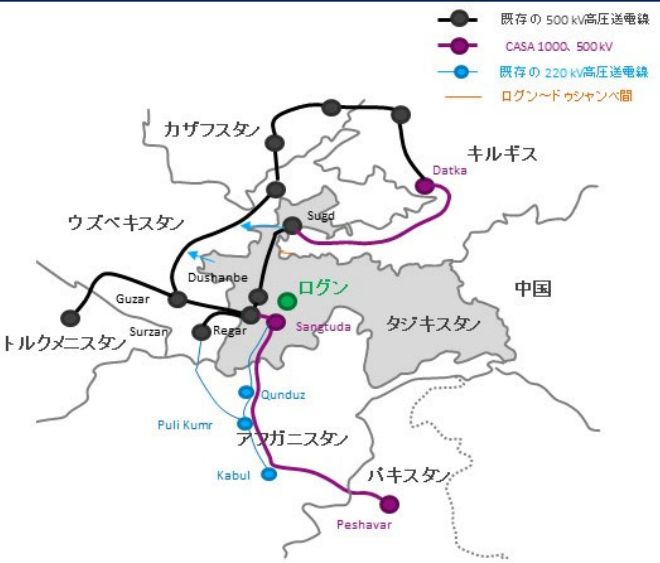 既存の 500 kV高圧送電線
CASA 1000、500kV
既存の 220 kV高圧送電線
ログン～ドゥシャンベ間
カザフスタン
キルギス
Datka
ウズベキスタン
Sugd
Dushanbe
ログン
中国
Guzar
タジキスタン
Surzan
Regar
Sangtuda
トルクメニスタン
Qunduz
Puli Kumr
アフガニスタン
Kabul
パキスタン
Peshavar